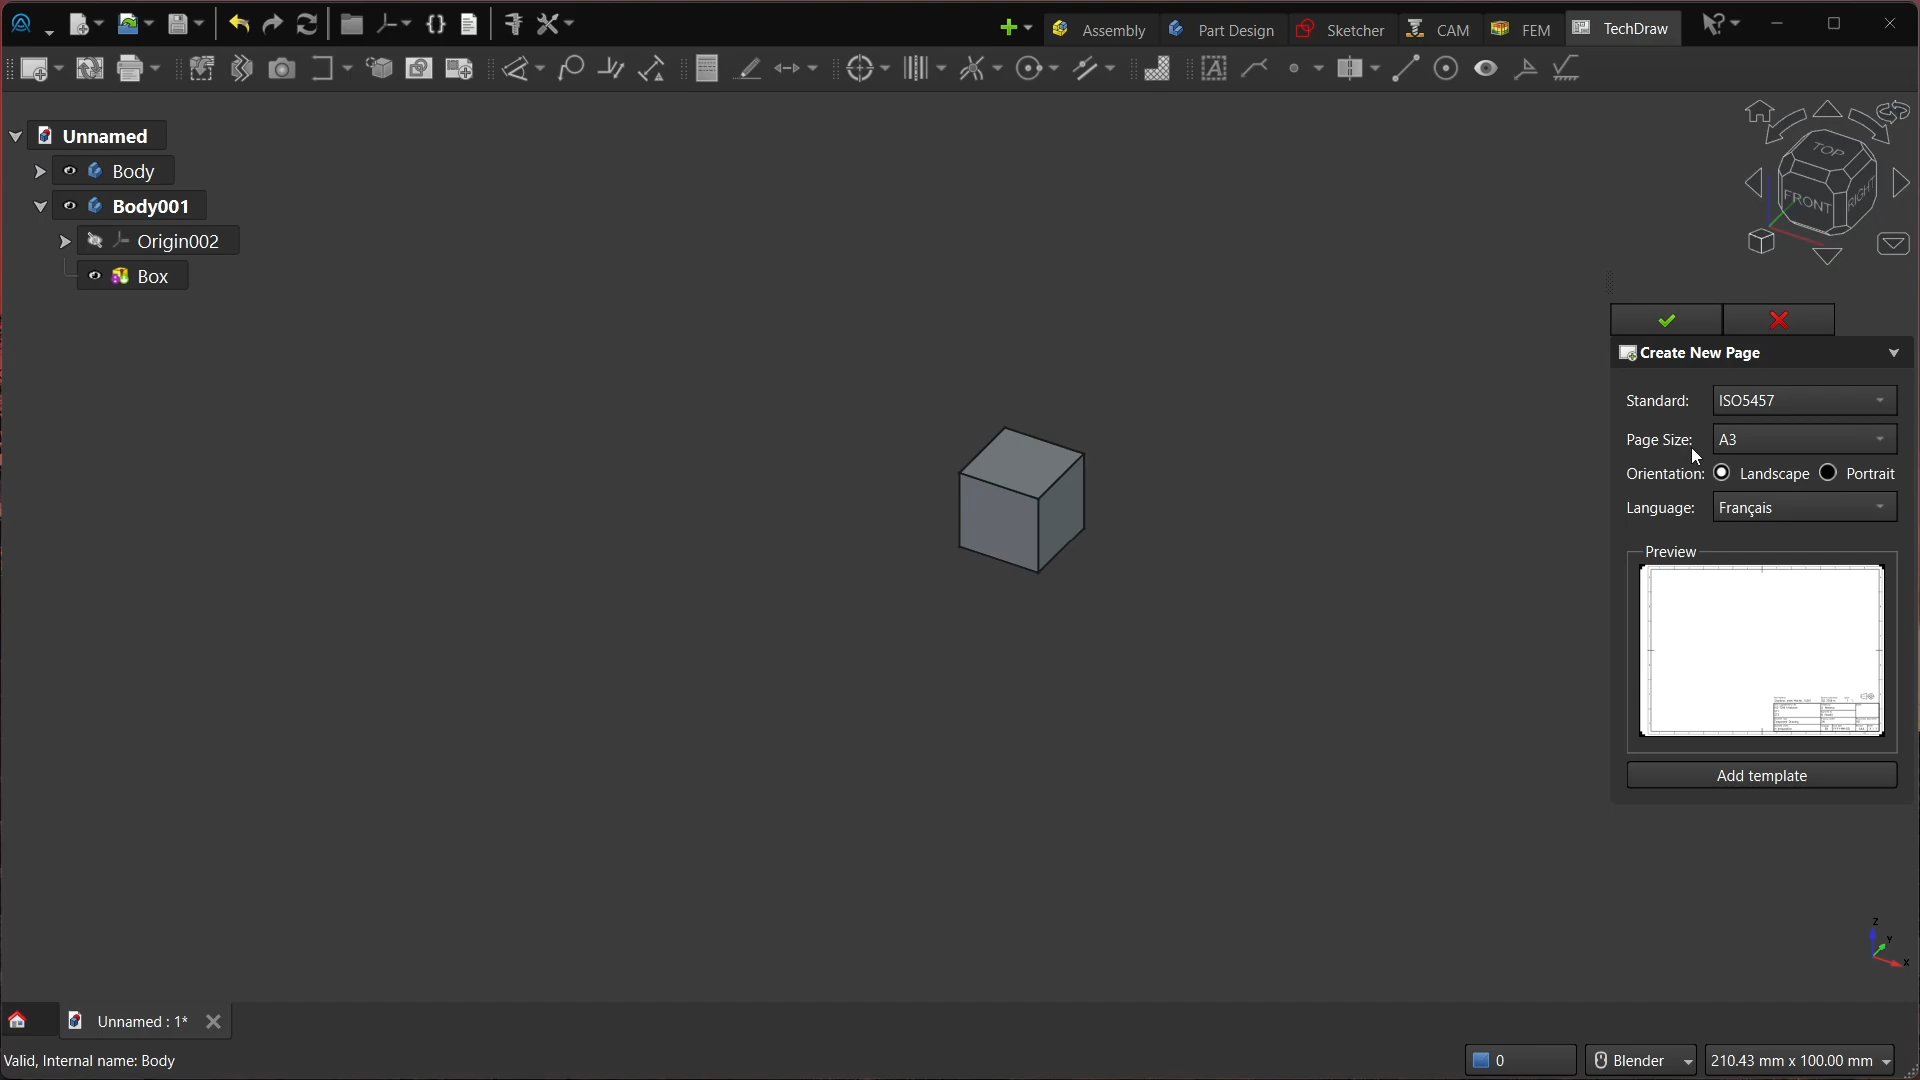 Assembly
Part Design
Sketcher
CAM
FEM
TechDraw
Unnamed
Body
Body001
Origin002
Box
TOP
FRONT
RIGHT
Create New Page
Standard: ISO5457
Page Size: A3
Orientation: Landscape Portrait
Language: Français
Preview
Add template
Z
Y
X
Unnamed : 1*
Valid, Internal name: Body
0
Blender
210.43 mm x 100.00 mm